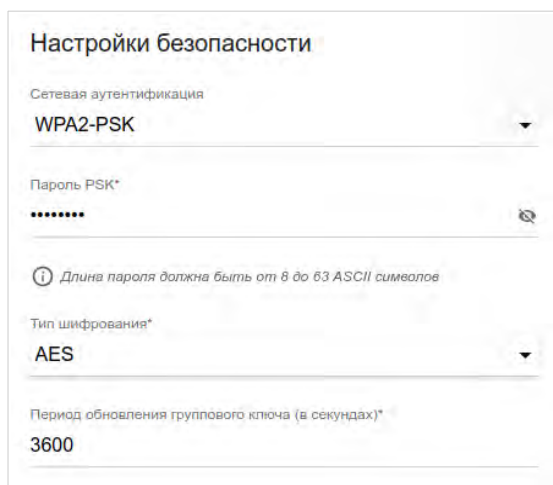 Настройки безопасности
Сетевая аутентификация
WPA2-PSK
Пароль PSK*
••••••••
Длина пароля должна быть от 8 до 63 ASCII символов
Тип шифрования*
AES
Период обновления группового ключа (в секундах)*
3600